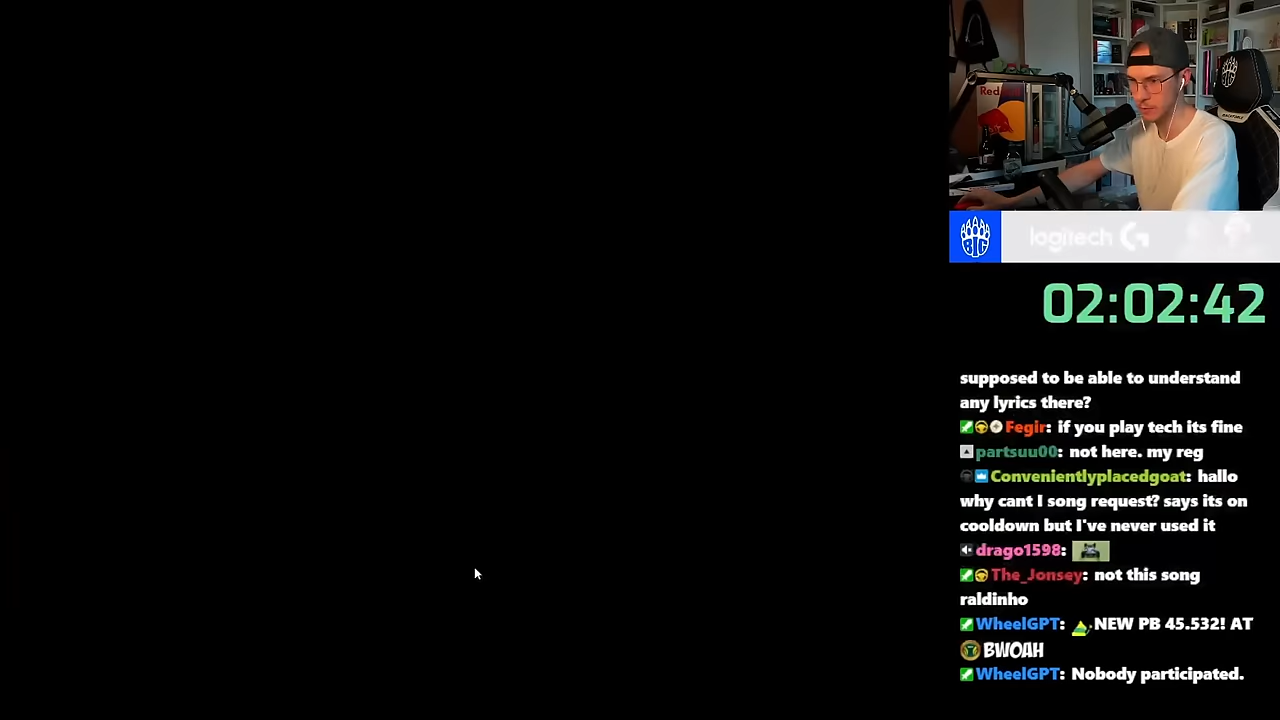 Red
BIG
logitech G
02:02:42
supposed to be able to understand
any lyrics there?
Fegir: if you play tech its fine
partsuu00: not here. my reg
Convenientlyplacedgoat: hallo
why cant I song request? says its on
cooldown but I've never used it
drago1598:
The_Jonsey: not this song
raldinho
WheelGPT: NEW PB 45.532! AT
BWOAH
WheelGPT: Nobody participated.